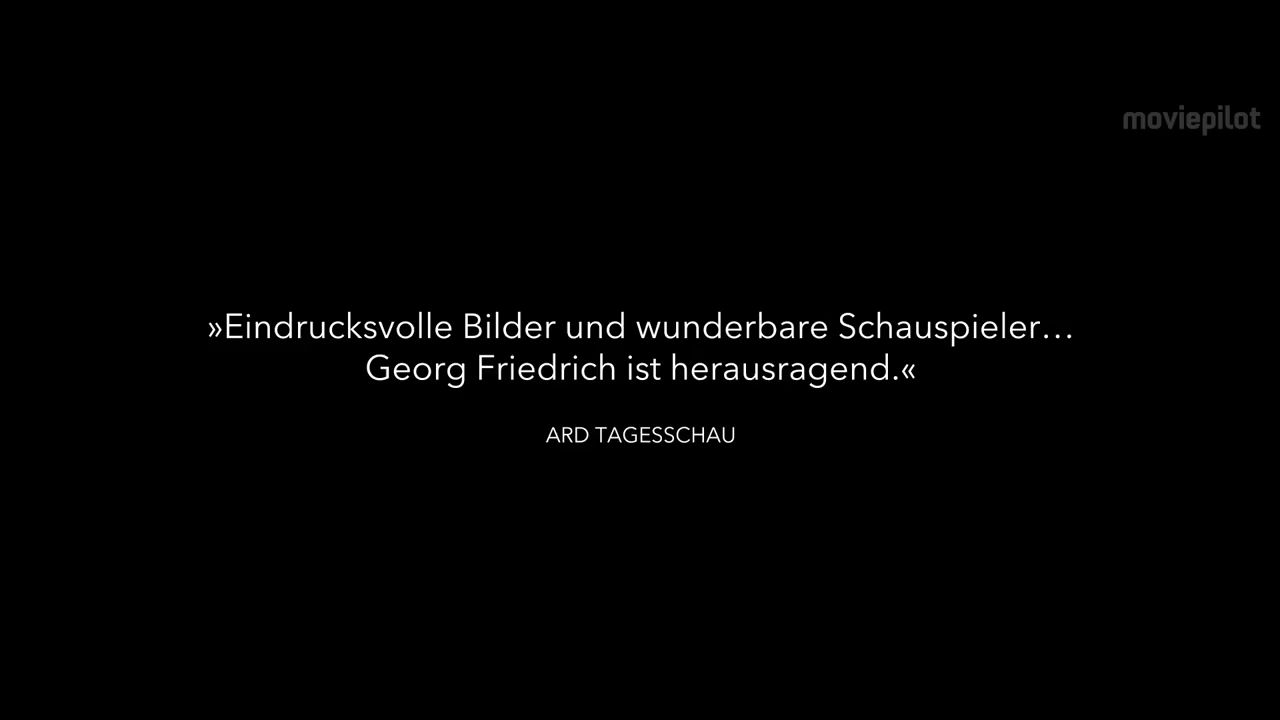 moviepilot
»Eindrucksvolle Bilder und wunderbare Schauspieler…
Georg Friedrich ist herausragend.«
ARD TAGESSCHAU